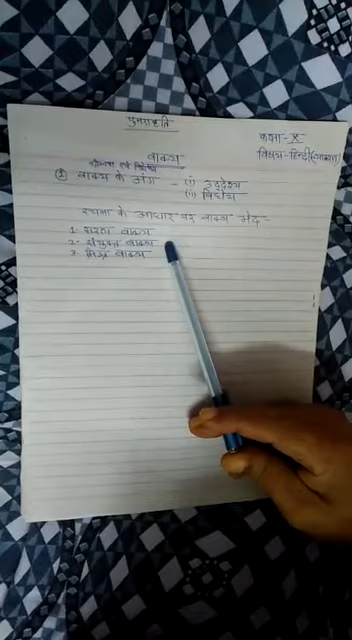 पुनरावृत्ति
कक्षा - X
विषय - हिन्दी (व्याकरण)
वाक्य
वाक्य के अंग - (i) उद्देश्य
(ii) विधेय
रचना के आधार पर वाक्य भेद -
1. सरल वाक्य
2. संयुक्त वाक्य
3. मिश्र वाक्य